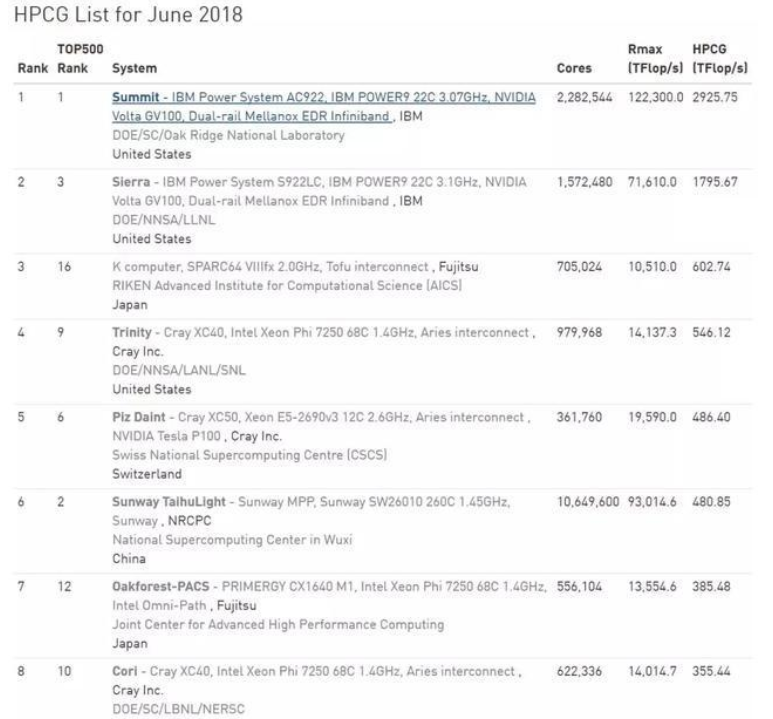 HPCG List for June 2018
TOP500 Rmax HPCG
Rank Rank System Cores (TFlop/s) (TFlop/s)
1 1 Summit - IBM Power System AC922, IBM POWER9 22C 3.07GHz, NVIDIA 2,282,544 122,300.0 2925.75
Volta GV100, Dual-rail Mellanox EDR Infiniband , IBM
DOE/SC/Oak Ridge National Laboratory
United States
2 3 Sierra - IBM Power System S922LC, IBM POWER9 22C 3.1GHz, NVIDIA 1,572,480 71,610.0 1795.67
Volta GV100, Dual-rail Mellanox EDR Infiniband , IBM
DOE/NNSA/LLNL
United States
3 16 K computer, SPARC64 VIIIfx 2.0GHz, Tofu interconnect , Fujitsu 705,024 10,510.0 602.74
RIKEN Advanced Institute for Computational Science (AICS)
Japan
4 9 Trinity - Cray XC40, Intel Xeon Phi 7250 68C 1.4GHz, Aries interconnect , 979,968 14,137.3 546.12
Cray Inc.
DOE/NNSA/LANL/SNL
United States
5 6 Piz Daint - Cray XC50, Xeon E5-2690v3 12C 2.6GHz, Aries interconnect , 361,760 19,590.0 486.40
NVIDIA Tesla P100 , Cray Inc.
Swiss National Supercomputing Centre (CSCS)
Switzerland
6 2 Sunway TaihuLight - Sunway MPP, Sunway SW26010 260C 1.45GHz, 10,649,600 93,014.6 480.85
Sunway , NRCPC
National Supercomputing Center in Wuxi
China
7 12 Oakforest-PACS - PRIMERGY CX1640 M1, Intel Xeon Phi 7250 68C 1.4GHz, 556,104 13,554.6 385.48
Intel Omni-Path , Fujitsu
Joint Center for Advanced High Performance Computing
Japan
8 10 Cori - Cray XC40, Intel Xeon Phi 7250 68C 1.4GHz, Aries interconnect , 622,336 14,014.7 355.44
Cray Inc.
DOE/SC/LBNL/NERSC